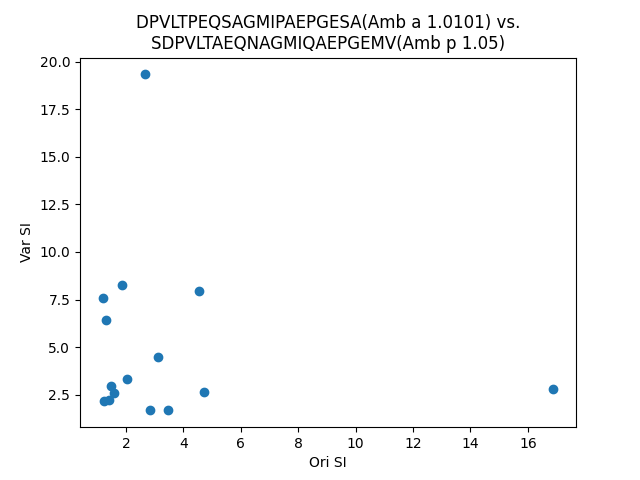 DPVLTPEQSAGMIPAEPGESA(Amb a 1.0101) vs.
SDPVLTAEQNAGMIQAEPGEMV(Amb p 1.05)
20.0
17.5
15.0
12.5
10.0
7.5
5.0
2.5
Var SI
2 4 6 8 10 12 14 16
Ori SI